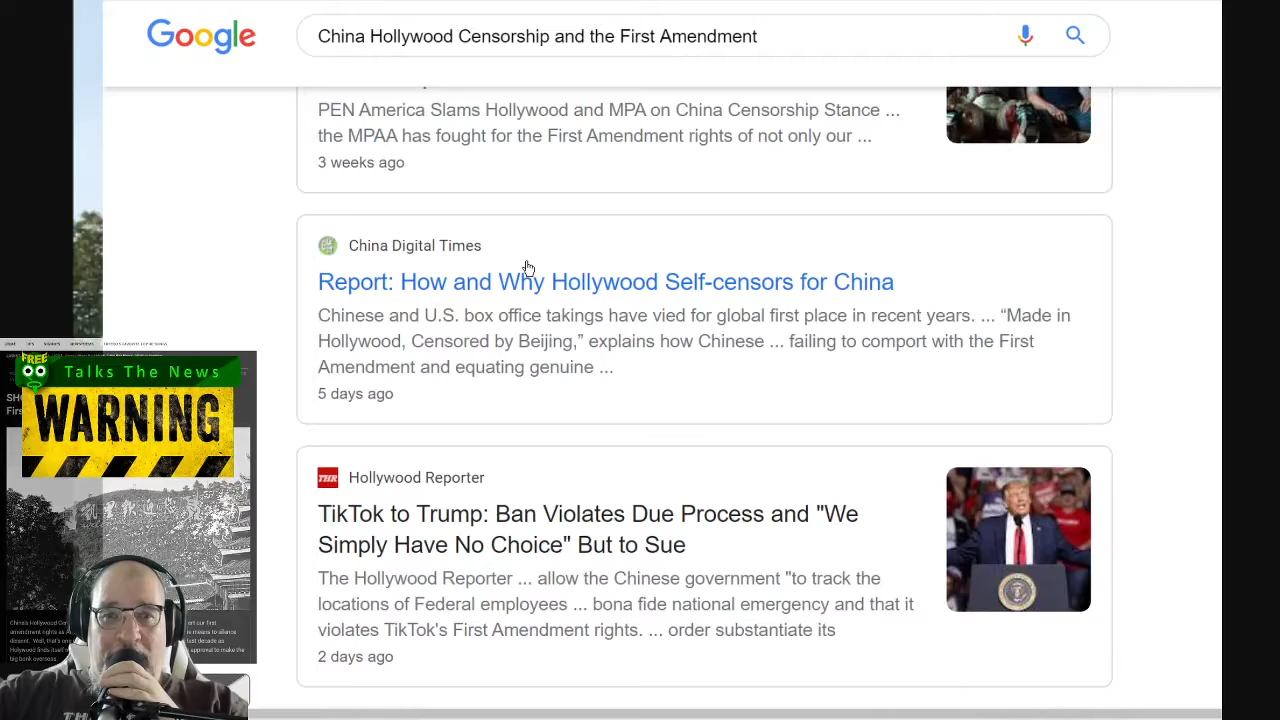 Google
China Hollywood Censorship and the First Amendment
PEN America Slams Hollywood and MPA on China Censorship Stance ...
the MPAA has fought for the First Amendment rights of not only our ...
3 weeks ago
China Digital Times
Report: How and Why Hollywood Self-censors for China
Chinese and U.S. box office takings have vied for global first place in recent years. ... “Made in
Hollywood, Censored by Beijing,” explains how Chinese ... failing to comport with the First
Amendment and equating genuine ...
5 days ago
THR
Hollywood Reporter
TikTok to Trump: Ban Violates Due Process and "We
Simply Have No Choice" But to Sue
The Hollywood Reporter ... allow the Chinese government "to track the
locations of Federal employees ... bona fide national emergency and that it
violates TikTok's First Amendment rights. ... order substantiate its
2 days ago
FREE
Talks The News
WARNING